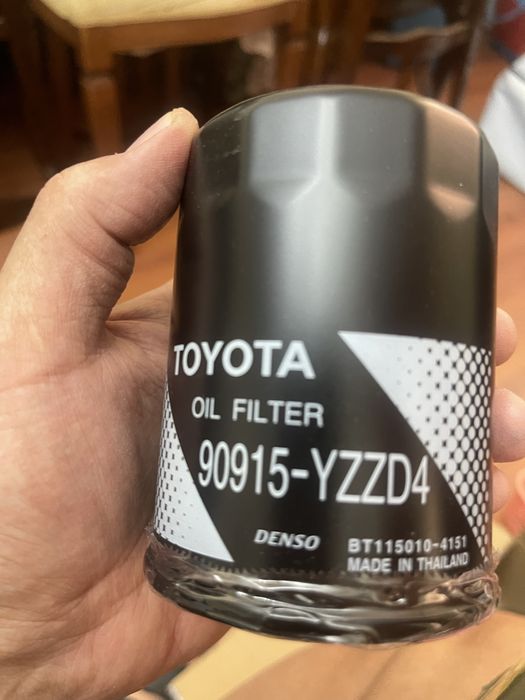 TOYOTA
OIL FILTER
90915-YZZD4
DENSO
BT115010-4151
MADE IN THAILAND